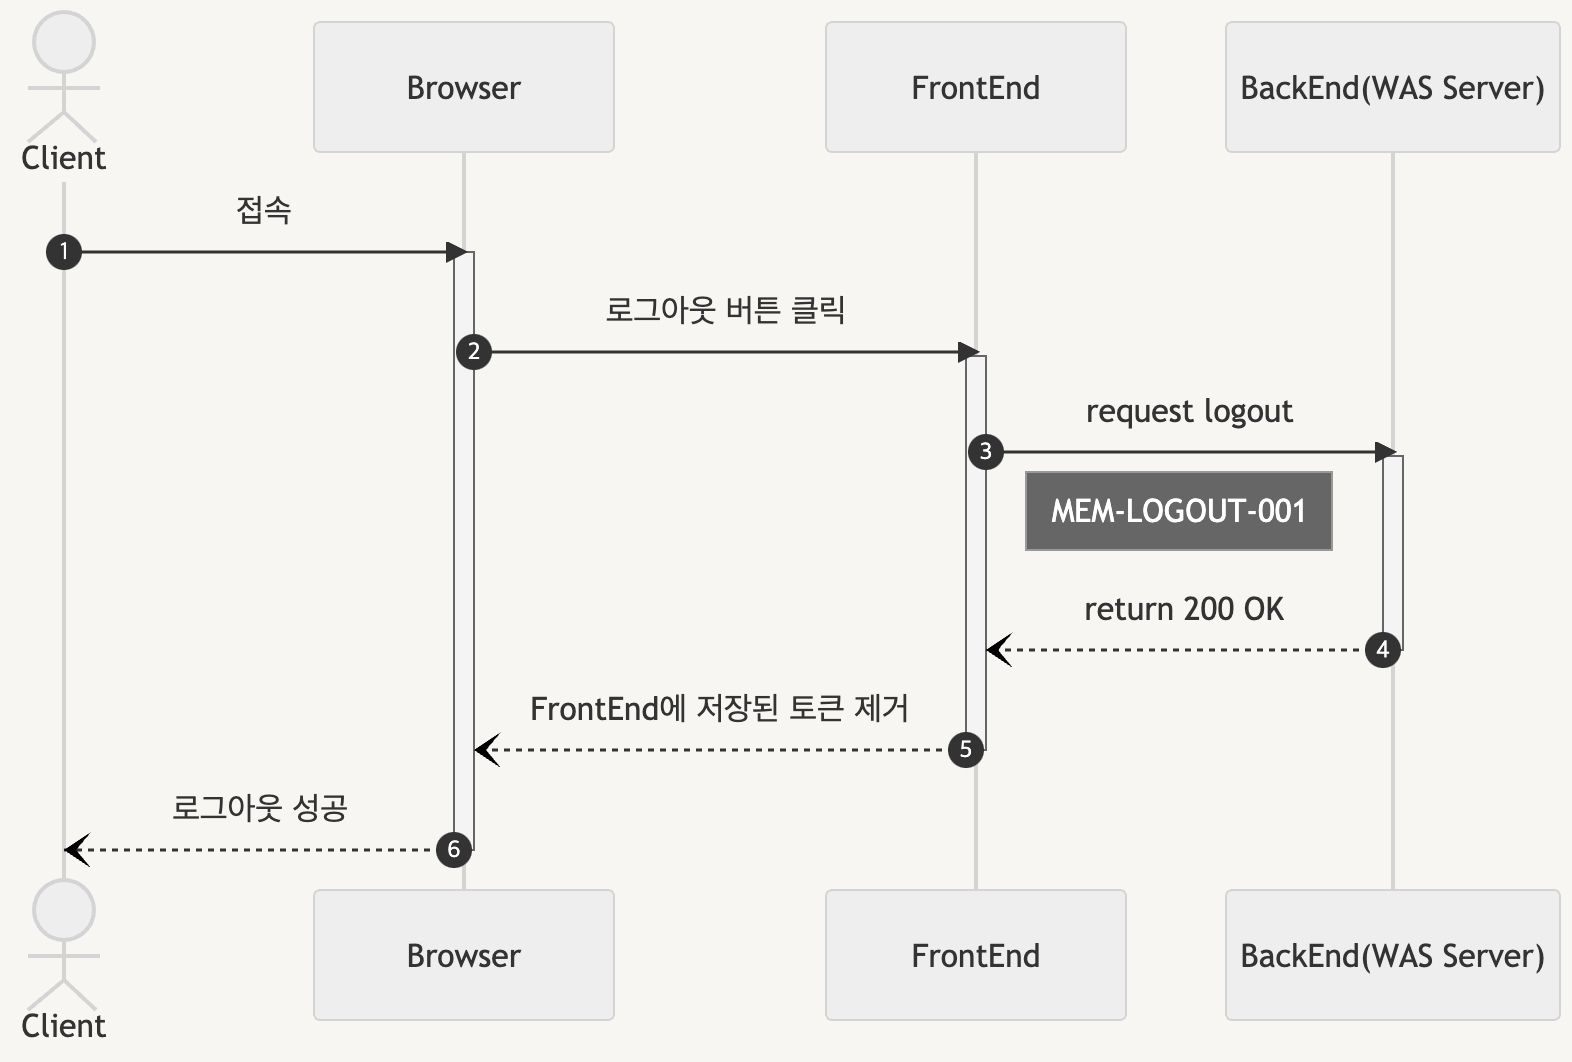 Client
Browser
FrontEnd
BackEnd(WAS Server)
접속
1
로그아웃 버튼 클릭
2
request logout
3
MEM-LOGOUT-001
return 200 OK
4
FrontEnd에 저장된 토큰 제거
5
로그아웃 성공
6
Client
Browser
FrontEnd
BackEnd(WAS Server)